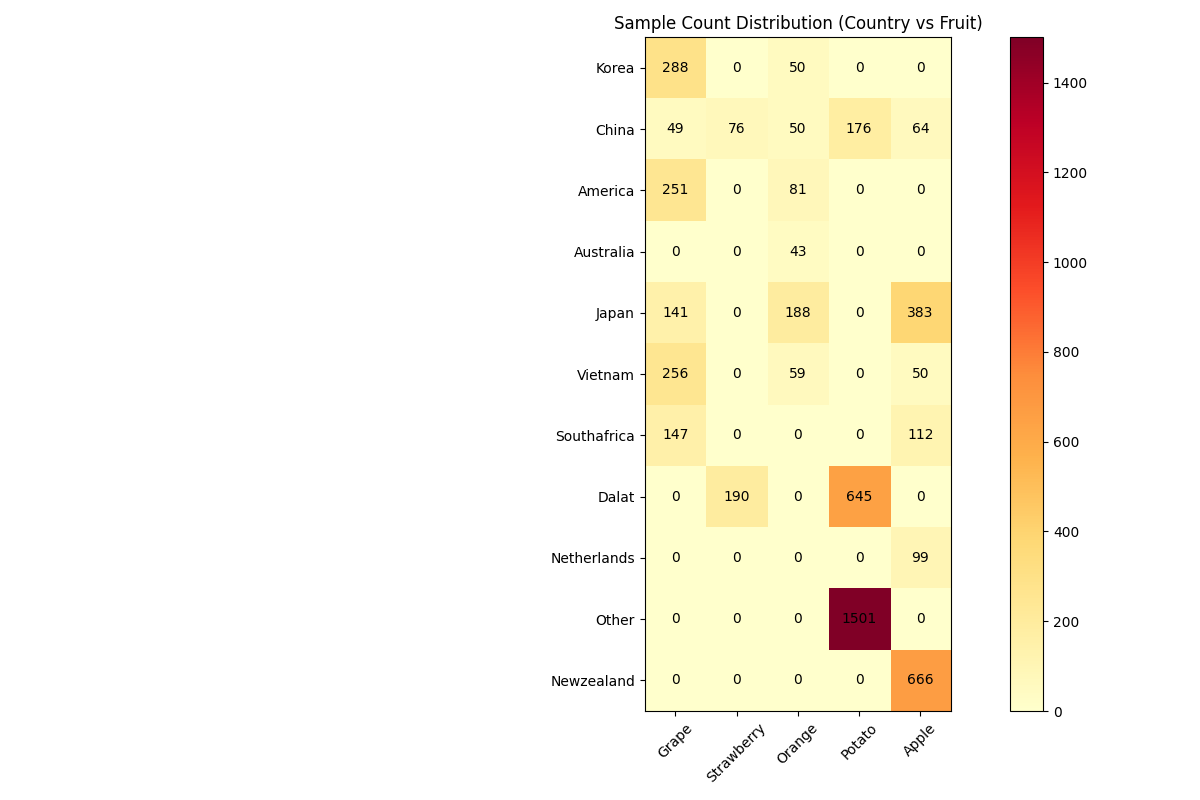 Sample Count Distribution (Country vs Fruit)
Korea 288 0 50 0 0
China 49 76 50 176 64
America 251 0 81 0 0
Australia 0 0 43 0 0
Japan 141 0 188 0 383
Vietnam 256 0 59 0 50
Southafrica 147 0 0 0 112
Dalat 0 190 0 645 0
Netherlands 0 0 0 0 99
Other 0 0 0 1501 0
Newzealand 0 0 0 0 666
Grape Strawberry Orange Potato Apple
1400
1200
1000
800
600
400
200
0